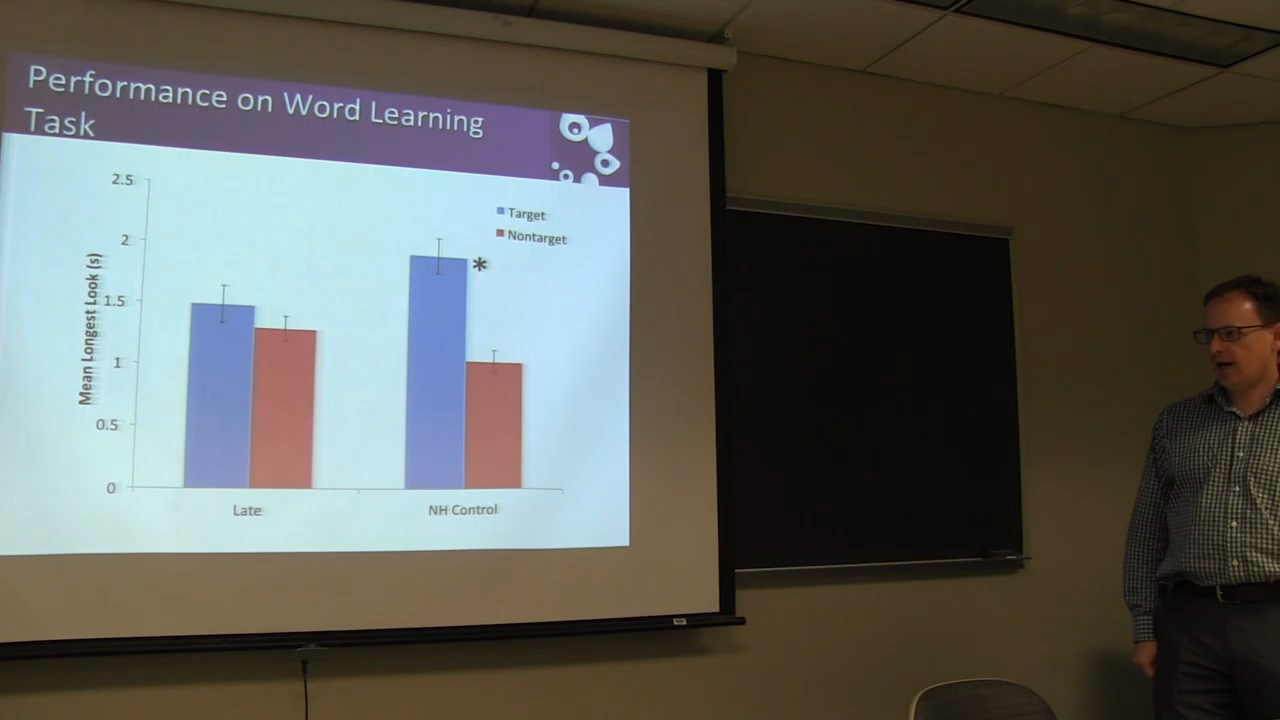 Performance on Word Learning
Task
2.5
2
1.5
1
0.5
0
Mean Longest Look (s)
Target
Nontarget
*
Late
NH Control